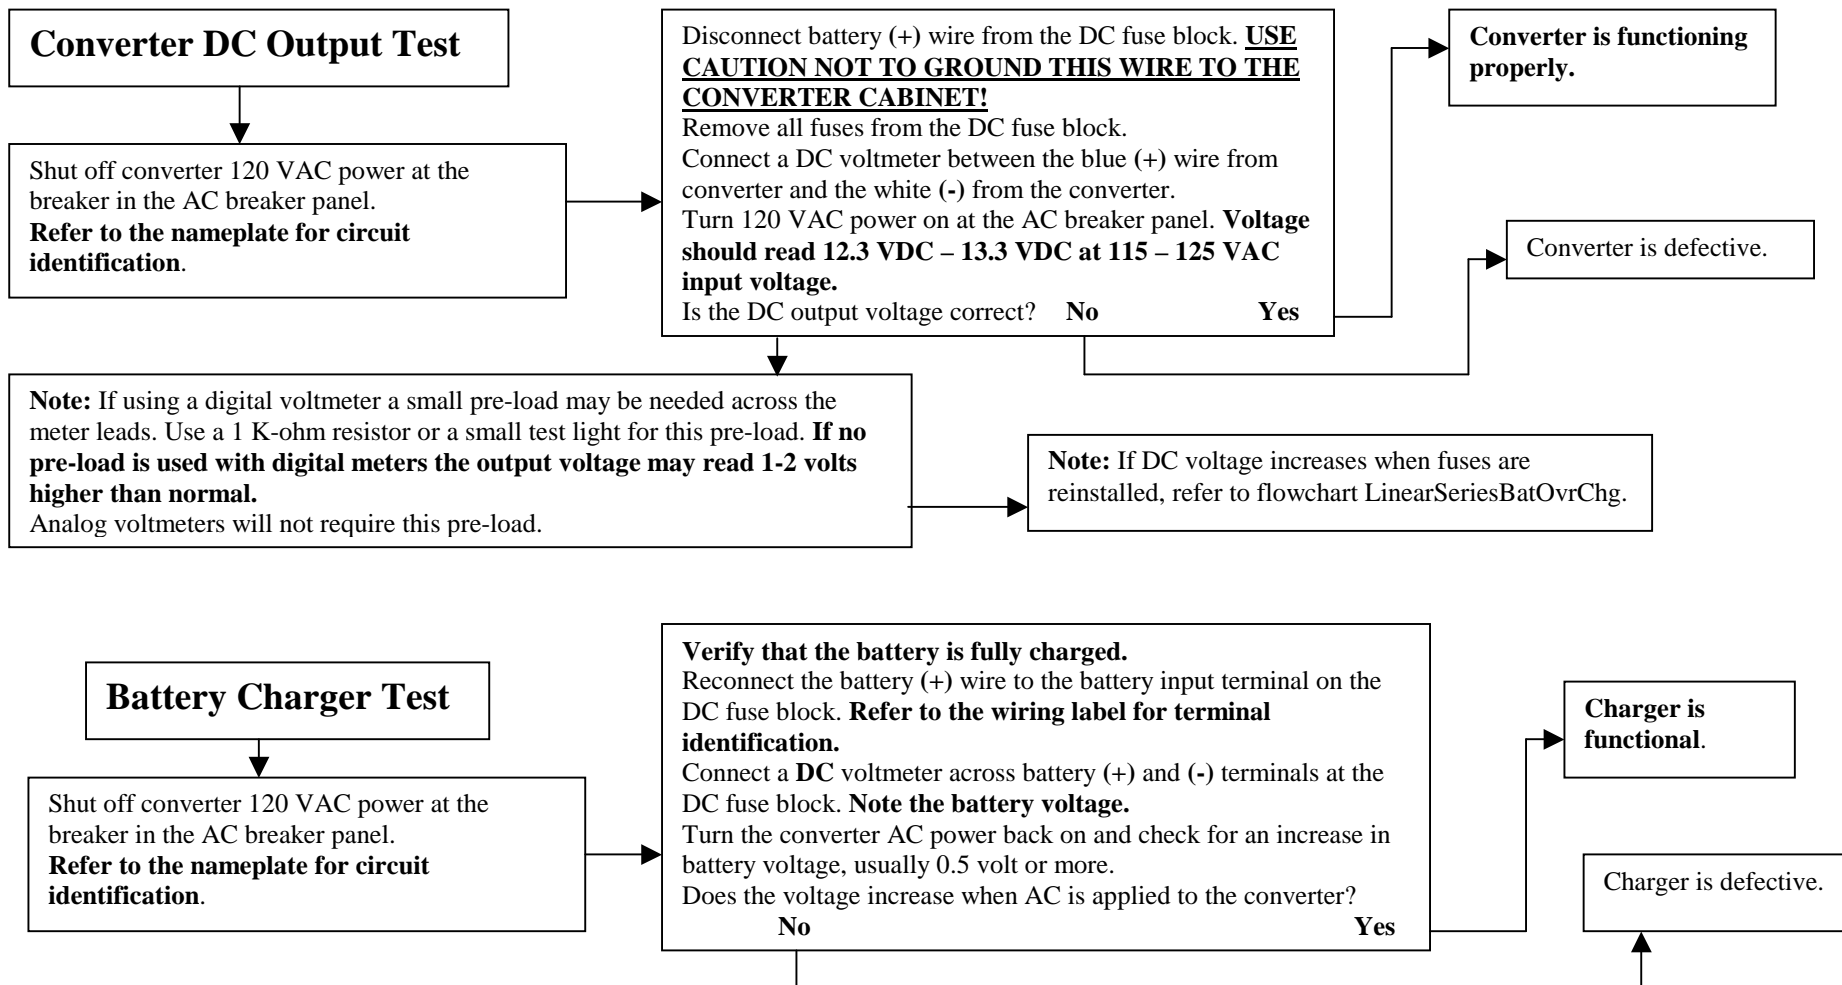 Converter DC Output Test
Shut off converter 120 VAC power at the
breaker in the AC breaker panel.
Refer to the nameplate for circuit
identification.
Disconnect battery (+) wire from the DC fuse block. USE
CAUTION NOT TO GROUND THIS WIRE TO THE
CONVERTER CABINET!
Remove all fuses from the DC fuse block.
Connect a DC voltmeter between the blue (+) wire from
converter and the white (-) from the converter.
Turn 120 VAC power on at the AC breaker panel. Voltage
should read 12.3 VDC – 13.3 VDC at 115 – 125 VAC
input voltage.
Is the DC output voltage correct? No Yes
Converter is functioning
properly.
Converter is defective.
Note: If using a digital voltmeter a small pre-load may be needed across the
meter leads. Use a 1 K-ohm resistor or a small test light for this pre-load. If no
pre-load is used with digital meters the output voltage may read 1-2 volts
higher than normal.
Analog voltmeters will not require this pre-load.
Note: If DC voltage increases when fuses are
reinstalled, refer to flowchart LinearSeriesBatOvrChg.
Battery Charger Test
Shut off converter 120 VAC power at the
breaker in the AC breaker panel.
Refer to the nameplate for circuit
identification.
Verify that the battery is fully charged.
Reconnect the battery (+) wire to the battery input terminal on the
DC fuse block. Refer to the wiring label for terminal
identification.
Connect a DC voltmeter across battery (+) and (-) terminals at the
DC fuse block. Note the battery voltage.
Turn the converter AC power back on and check for an increase in
battery voltage, usually 0.5 volt or more.
Does the voltage increase when AC is applied to the converter?
No Yes
Charger is
functional.
Charger is defective.